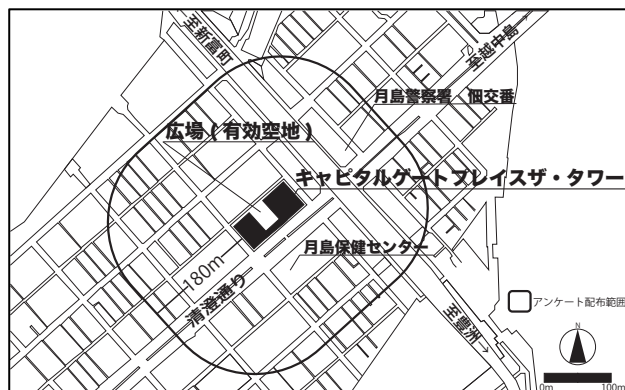 至新富町
至越中島
月島警察署 佃交番
広場 ( 有効空地 )
キャピタルゲートプレイスザ・タワー
月島保健センター
180m
清澄通り
アンケート配布範囲
至豊洲
N
0m 100m